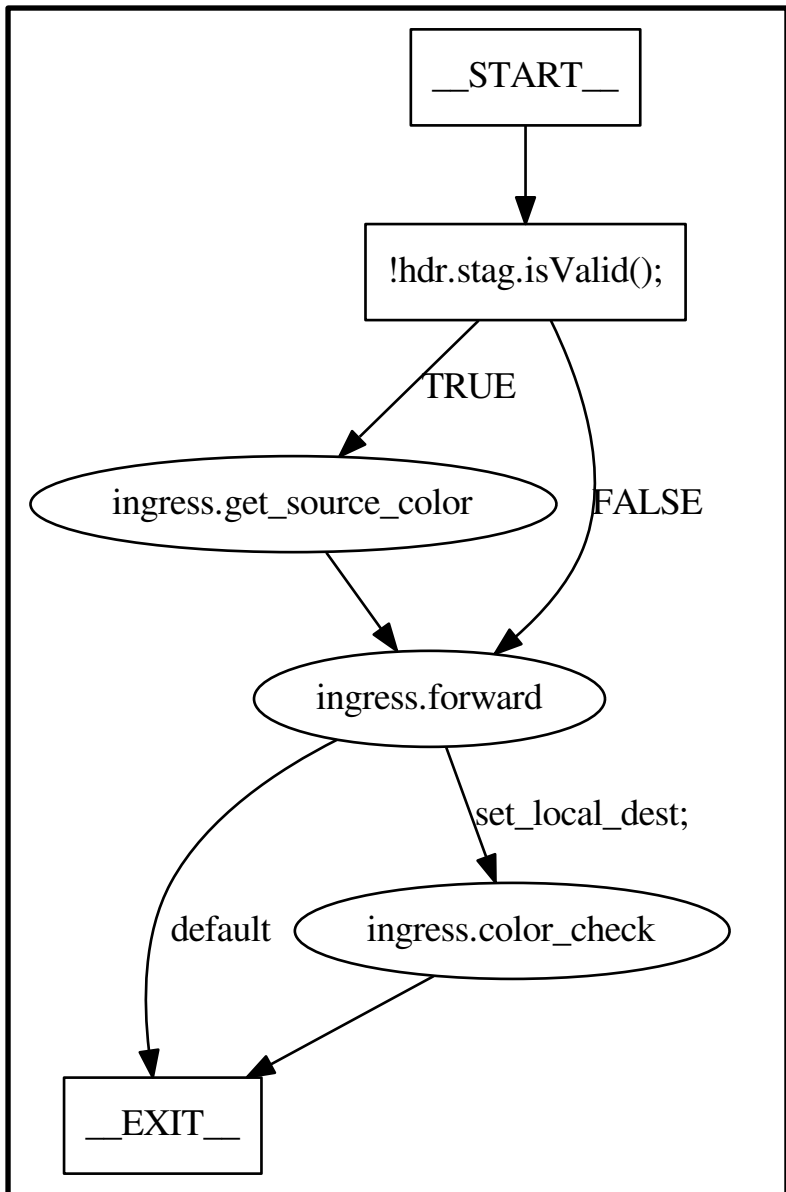 __START__
!hdr.stag.isValid();
TRUE
ingress.get_source_color
FALSE
ingress.forward
set_local_dest;
default
ingress.color_check
__EXIT__